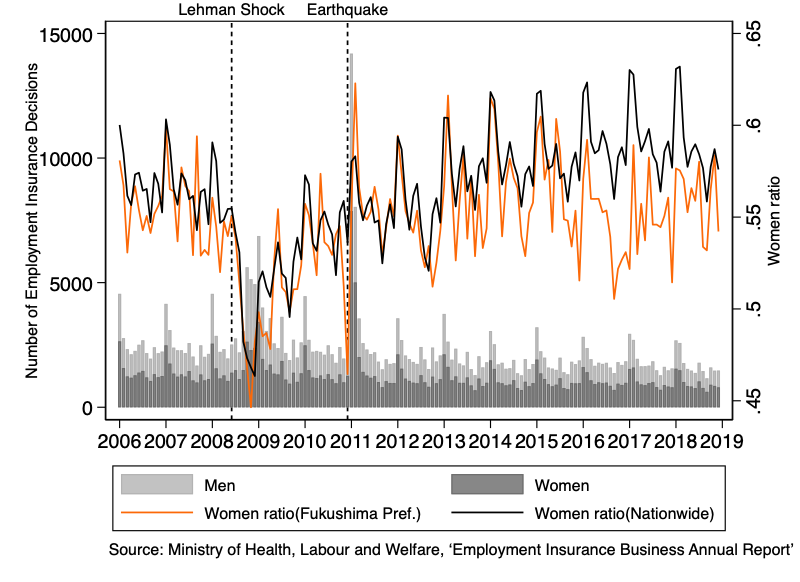 Lehman Shock Earthquake
Number of Employment Insurance Decisions
15000
10000
5000
0
.65
.6
.55
.5
.45
Women ratio
2006 2007 2008 2009 2010 2011 2012 2013 2014 2015 2016 2017 2018 2019
Men Women
Women ratio(Fukushima Pref.) Women ratio(Nationwide)
Source: Ministry of Health, Labour and Welfare, ‘Employment Insurance Business Annual Report’